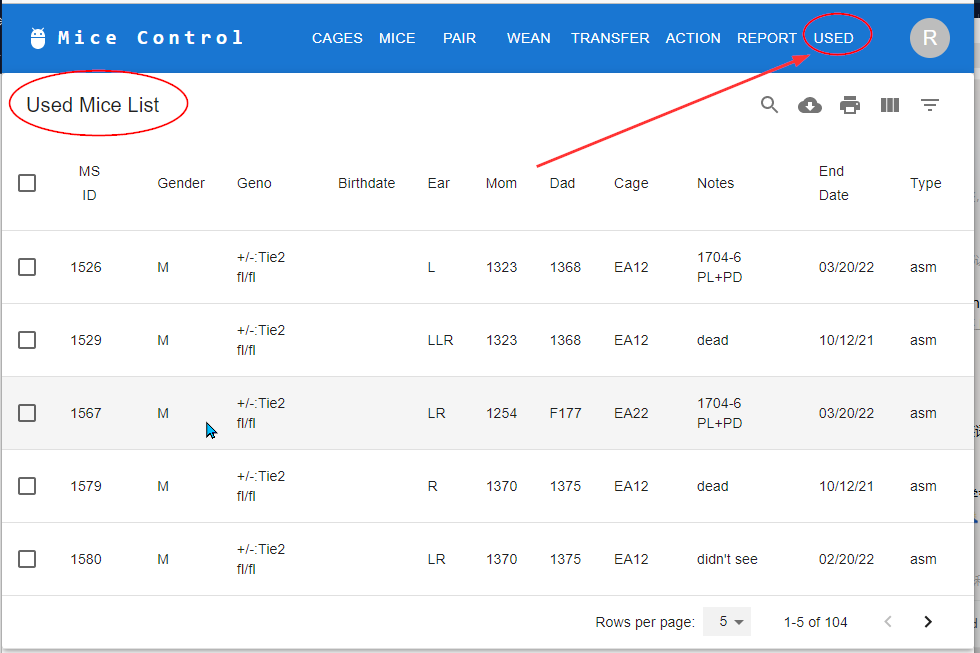 Mice Control
CAGES MICE PAIR WEAN TRANSFER ACTION REPORT USED
R
Used Mice List
MS ID Gender Geno Birthdate Ear Mom Dad Cage Notes End Date Type
1526 M +/-:Tie2 fl/fl L 1323 1368 EA12 1704-6 PL+PD 03/20/22 asm
1529 M +/-:Tie2 fl/fl LLR 1323 1368 EA12 dead 10/12/21 asm
1567 M +/-:Tie2 fl/fl LR 1254 F177 EA22 1704-6 PL+PD 03/20/22 asm
1579 M +/-:Tie2 fl/fl R 1370 1375 EA12 dead 10/12/21 asm
1580 M +/-:Tie2 fl/fl LR 1370 1375 EA12 didn't see 02/20/22 asm
Rows per page: 5 1-5 of 104